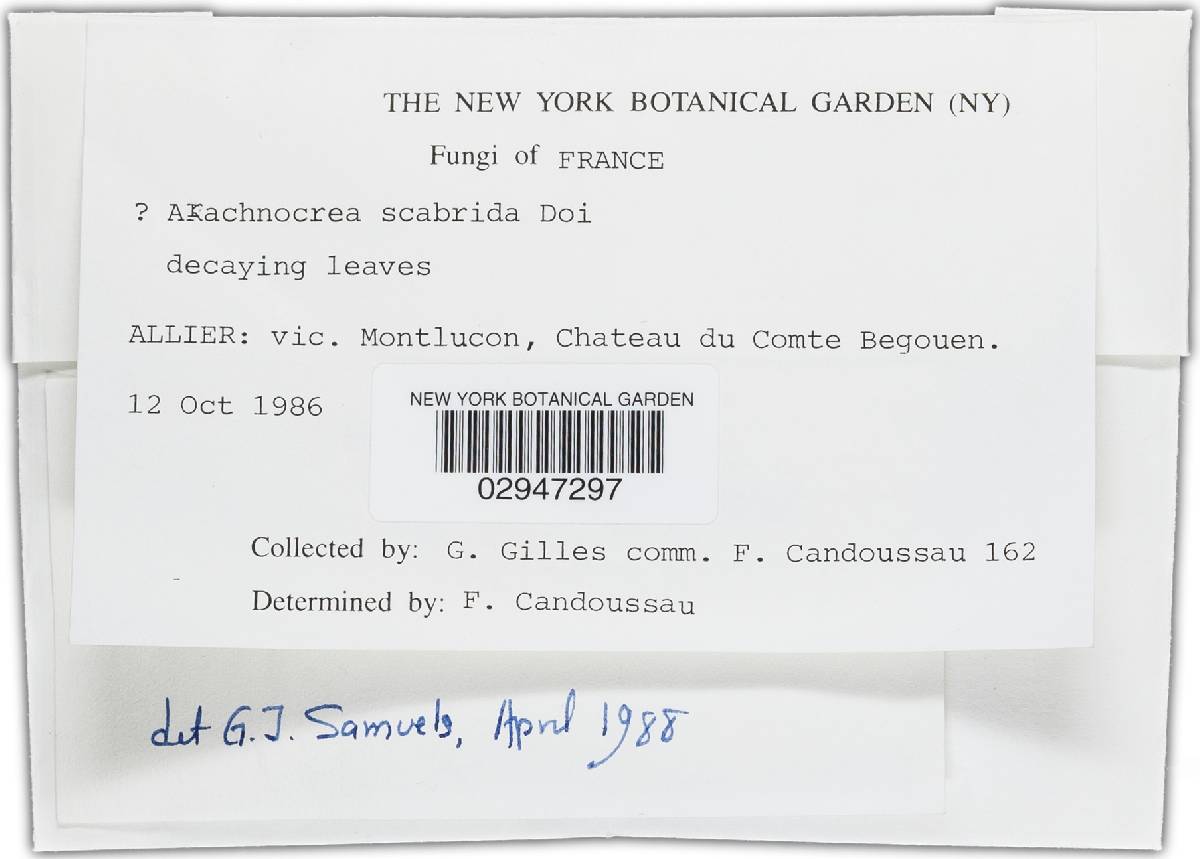 THE NEW YORK BOTANICAL GARDEN (NY)
Fungi of FRANCE
? Arachnocrea scabrida Doi
decaying leaves
ALLIER: vic. Montlucon, Chateau du Comte Begouen.
12 Oct 1986
NEW YORK BOTANICAL GARDEN
02947297
Collected by: G. Gilles comm. F. Candoussau 162
Determined by: F. Candoussau
det G.J. Samuels, April 1988